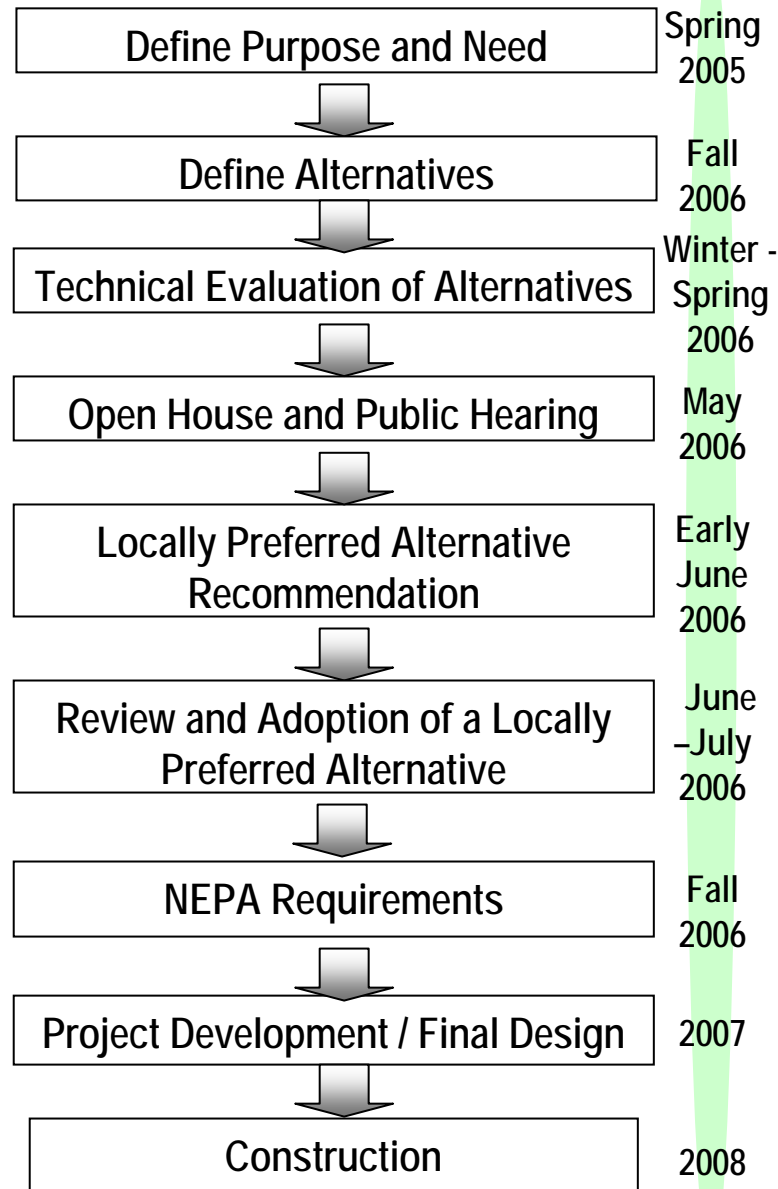 Define Purpose and Need
Spring
2005
Define Alternatives
Fall
2006
Technical Evaluation of Alternatives
Winter -
Spring
2006
Open House and Public Hearing
May
2006
Locally Preferred Alternative
Recommendation
Early
June
2006
Review and Adoption of a Locally
Preferred Alternative
June
–July
2006
NEPA Requirements
Fall
2006
Project Development / Final Design
2007
Construction
2008